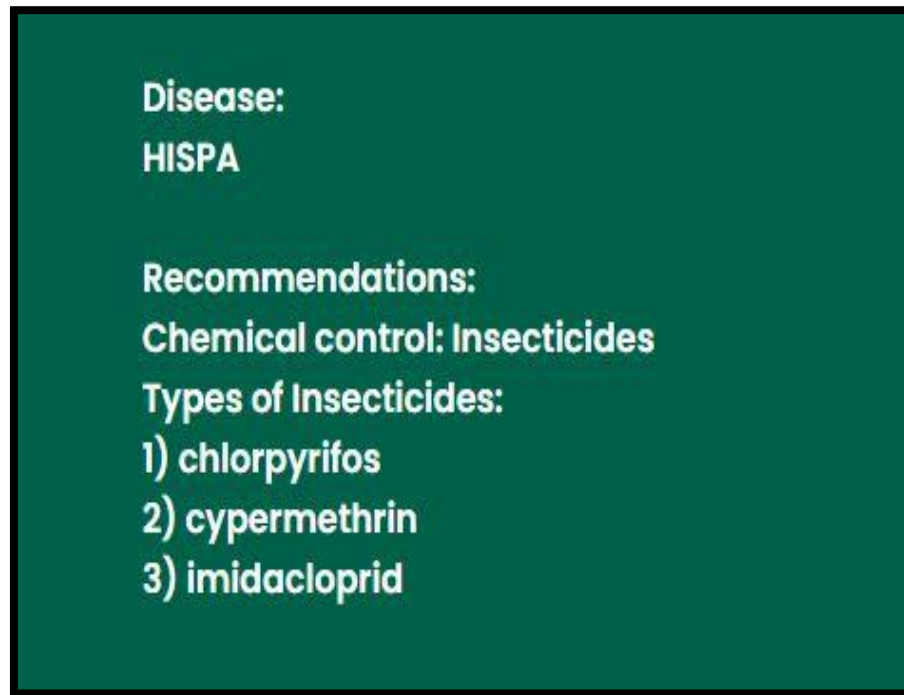 Disease:
HISPA
Recommendations:
Chemical control: Insecticides
Types of Insecticides:
1) chlorpyrifos
2) cypermethrin
3) imidacloprid